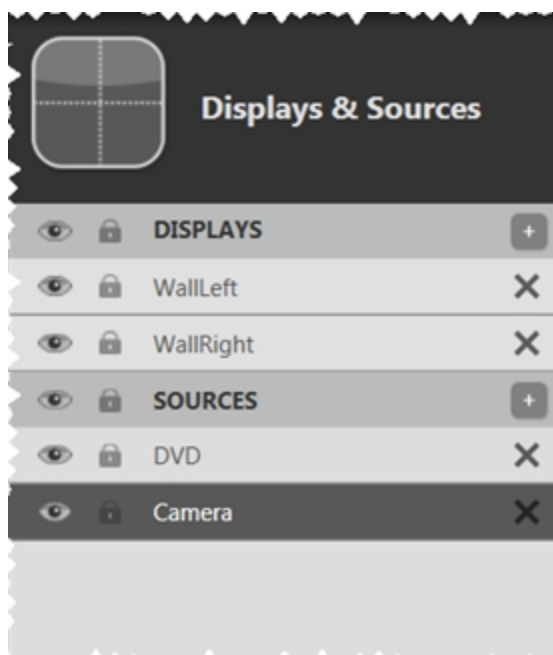 Displays & Sources
DISPLAYS
WallLeft
WallRight
SOURCES
DVD
Camera